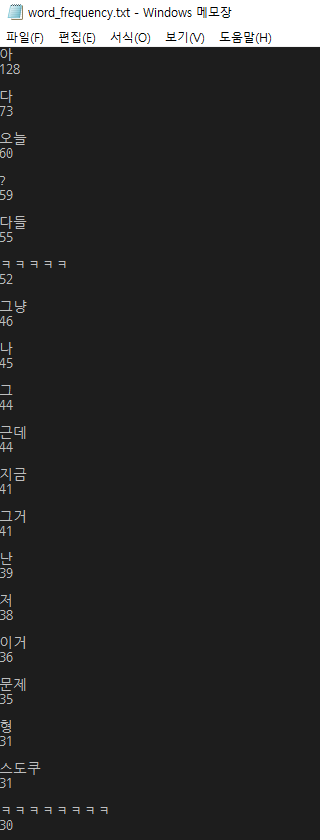 word_frequency.txt - Windows 메모장
파일(F) 편집(E) 서식(O) 보기(V) 도움말(H)
아
128
다
73
오늘
60
?
59
다들
55
ㅋㅋㅋㅋㅋ
52
그냥
46
나
45
그
44
근데
44
지금
41
그거
41
난
39
저
38
이거
36
문제
35
형
31
스도쿠
31
ㅋㅋㅋㅋㅋㅋㅋㅋ
30